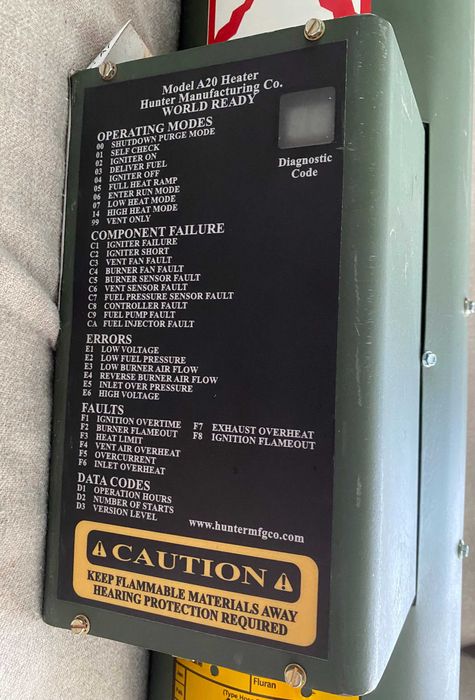 Model A20 Heater
Hunter Manufacturing Co.
WORLD READY
Diagnostic
Code
OPERATING MODES
00 SHUTDOWN PURGE MODE
01 SELF CHECK
02 IGNITER ON
03 DELIVER FUEL
04 IGNITER OFF
05 FULL HEAT RAMP
06 ENTER RUN MODE
07 LOW HEAT MODE
14 HIGH HEAT MODE
99 VENT ONLY
COMPONENT FAILURE
C1 IGNITER FAILURE
C2 IGNITER SHORT
C3 VENT FAN FAULT
C4 BURNER FAN FAULT
C5 BURNER SENSOR FAULT
C6 VENT SENSOR FAULT
C7 FUEL PRESSURE SENSOR FAULT
C8 CONTROLLER FAULT
C9 FUEL PUMP FAULT
CA FUEL INJECTOR FAULT
ERRORS
E1 LOW VOLTAGE
E2 LOW FUEL PRESSURE
E3 LOW BURNER AIR FLOW
E4 REVERSE BURNER AIR FLOW
E5 INLET OVER PRESSURE
E6 HIGH VOLTAGE
FAULTS
F1 IGNITION OVERTIME
F2 BURNER FLAMEOUT
F3 HEAT LIMIT
F4 VENT AIR OVERHEAT
F5 OVERCURRENT
F6 INLET OVERHEAT
F7 EXHAUST OVERHEAT
F8 IGNITION FLAMEOUT
DATA CODES
D1 OPERATION HOURS
D2 NUMBER OF STARTS
D3 VERSION LEVEL
www.huntermfgco.com
CAUTION
KEEP FLAMMABLE MATERIALS AWAY
HEARING PROTECTION REQUIRED
Fluran